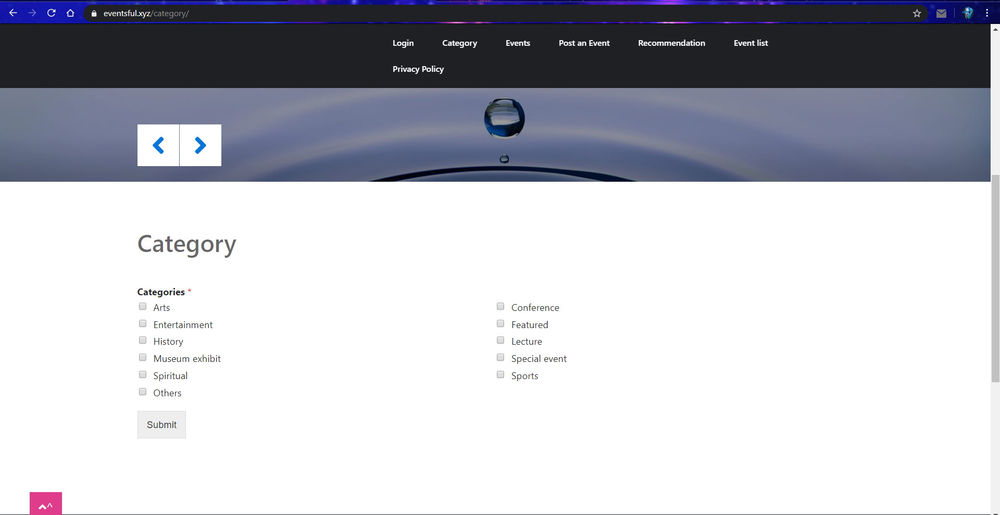 eventsful.xyz/category/
Login Category Events Post an Event Recommendation Event list
Privacy Policy
Category
Categories *
Arts Conference
Entertainment Featured
History Lecture
Museum exhibit Special event
Spiritual Sports
Others
Submit
^